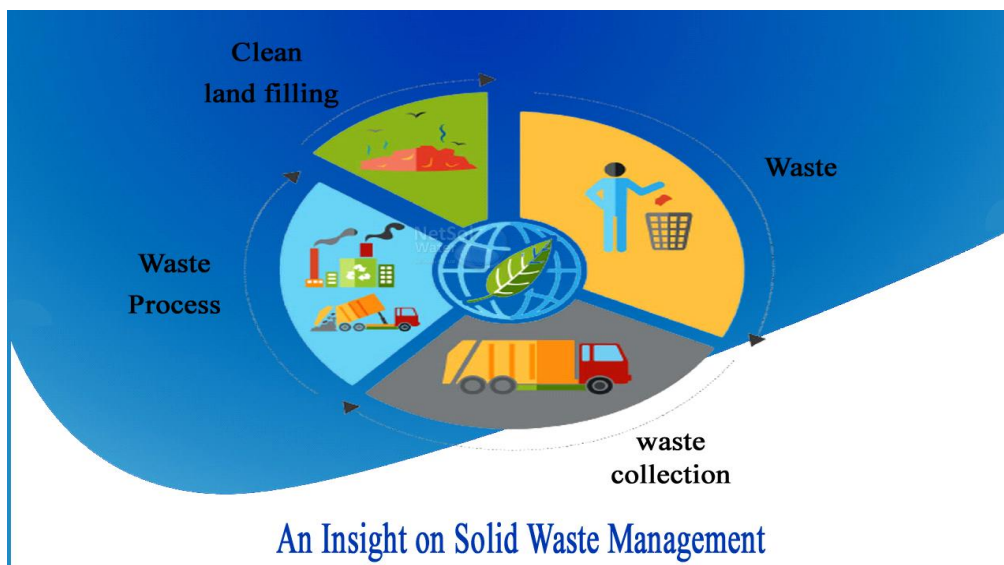 Clean
land filling
Waste
Waste
Process
waste
collection
An Insight on Solid Waste Management